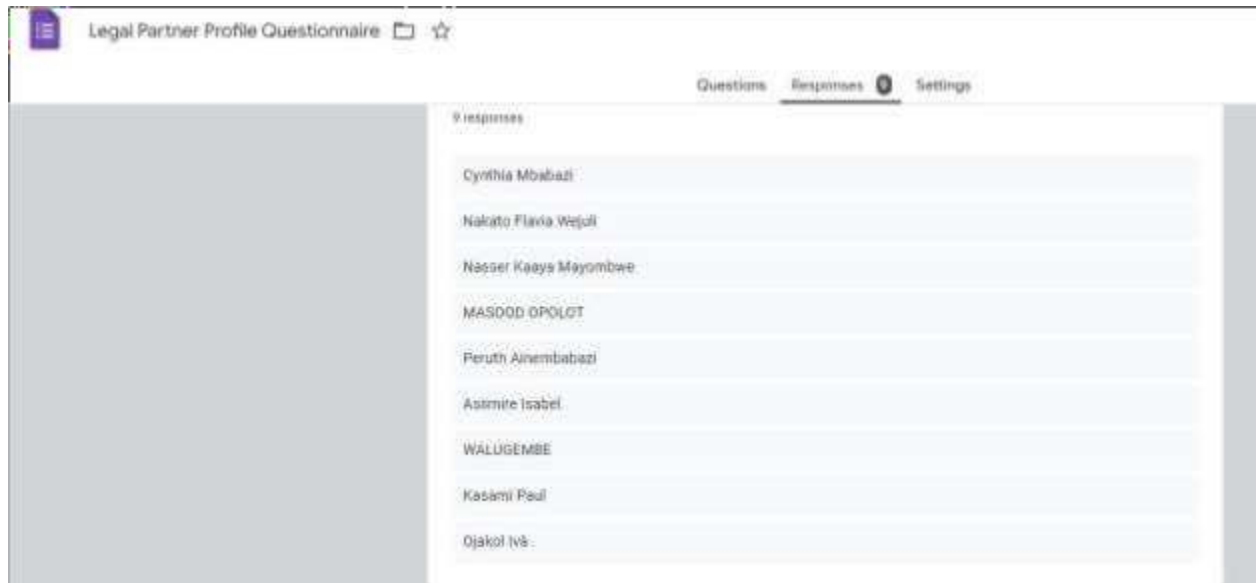 Legal Partner Profile Questionnaire
Questions Responses 9 Settings
9 responses
Cynthia Mbabazi
Nakato Flavia Wejuli
Nasser Kaaya Mayombwe
MASOOD OPOLOT
Peruth Ainembabazi
Asiimire Isabel
WALUGEMBE
Kasami Paul
Ojakol Ivà .